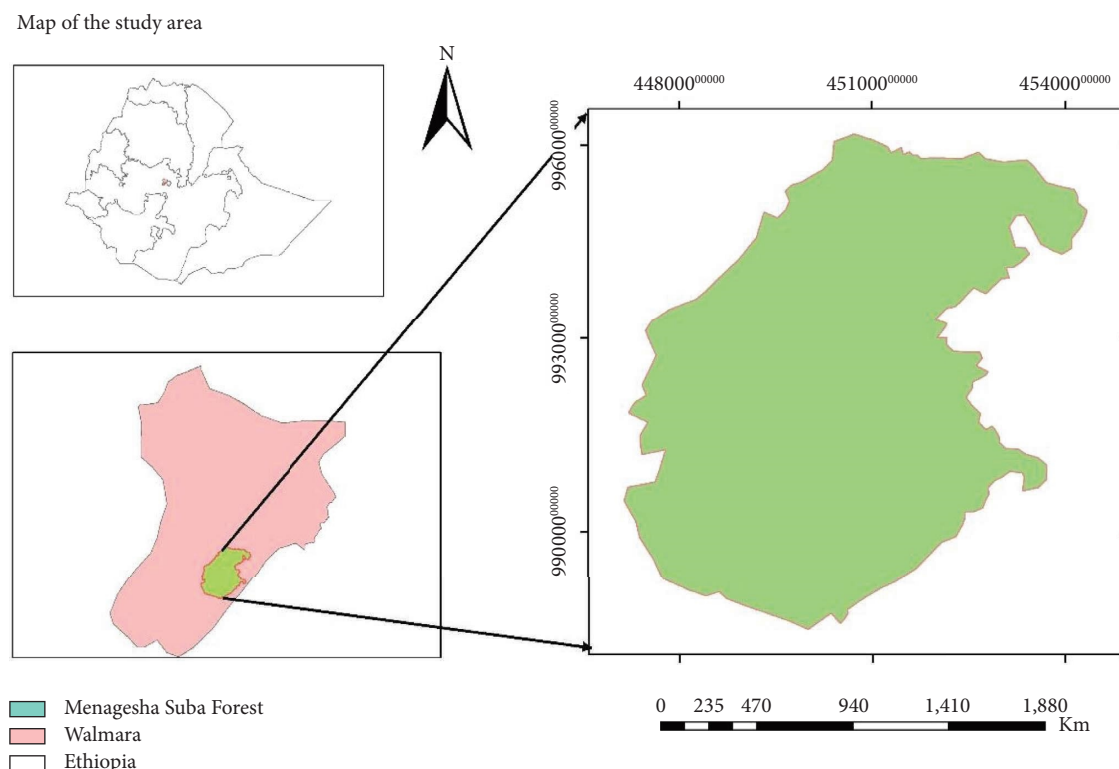 Map of the study area
N
448000⁰⁰⁰⁰⁰ 451000⁰⁰⁰⁰⁰ 454000⁰⁰⁰⁰⁰
996000⁰⁰⁰⁰⁰
993000⁰⁰⁰⁰⁰
990000⁰⁰⁰⁰⁰
Menagesha Suba Forest
Walmara
Ethiopia
0 235 470 940 1,410 1,880
Km